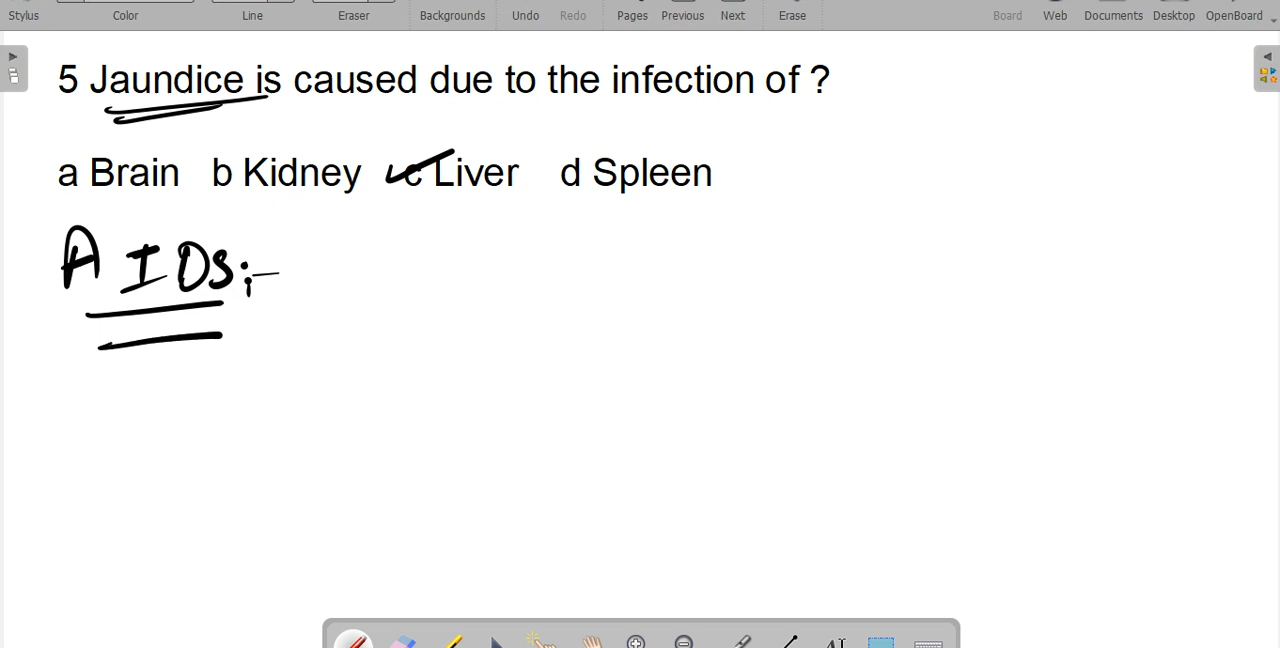 Stylus Color Line Eraser Backgrounds Undo Redo Pages Previous Next Erase Board Web Documents Desktop OpenBoard
5 Jaundice is caused due to the infection of ?
a Brain b Kidney c Liver d Spleen
AIDS:-